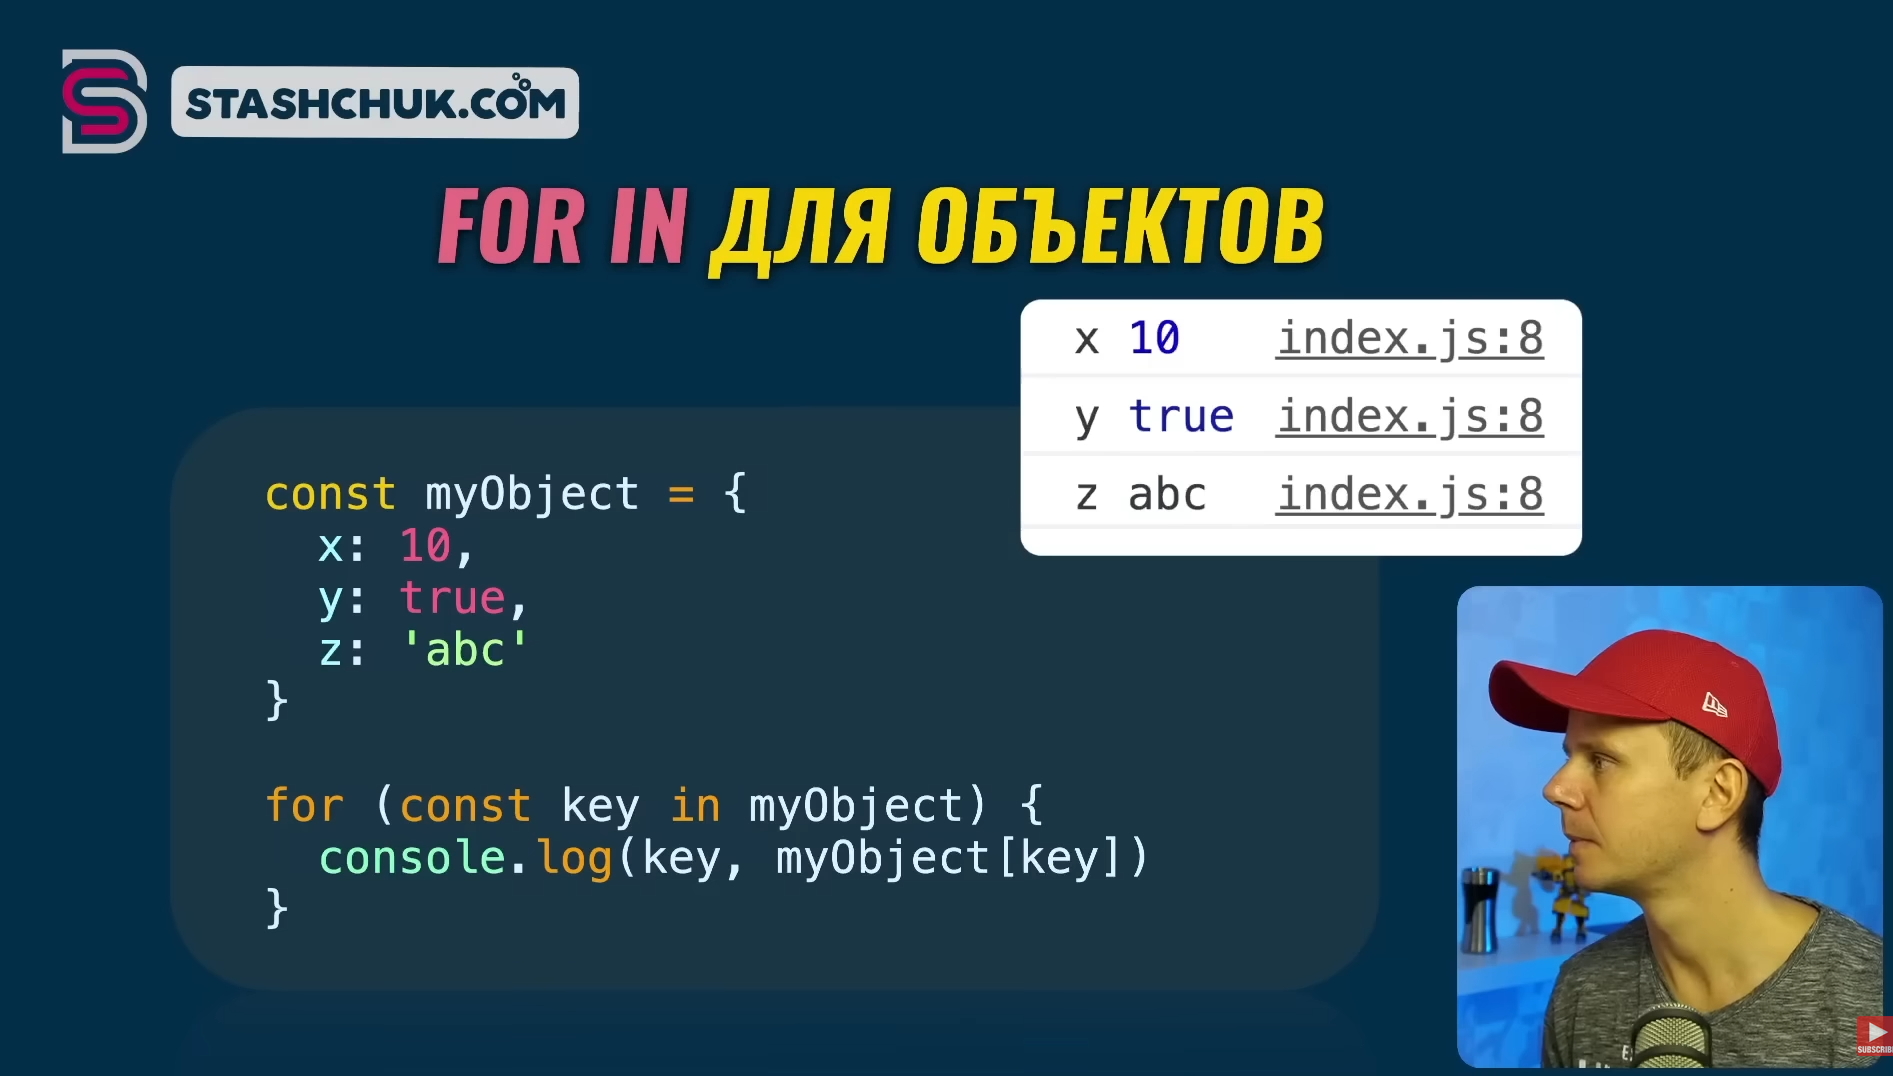 STASHCHUK.COM
FOR IN ДЛЯ ОБЪЕКТОВ
x 10 index.js:8
y true index.js:8
z abc index.js:8
const myObject = {
x: 10,
y: true,
z: 'abc'
}
for (const key in myObject) {
console.log(key, myObject[key])
}
SUBSCRIBE